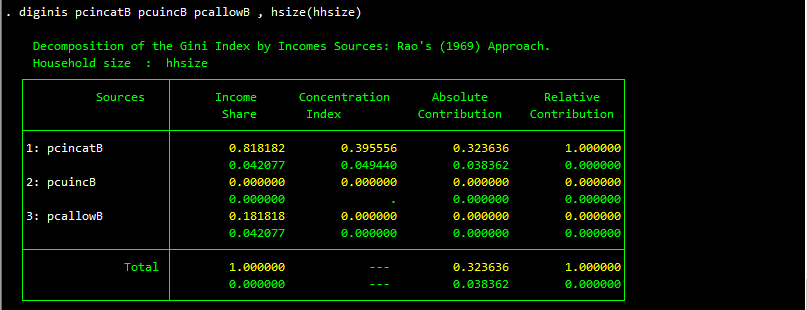 . diginis pcincatB pcuincB pcallowB , hsize(hhsize)
Decomposition of the Gini Index by Incomes Sources: Rao's (1969) Approach.
Household size  :  hhsize
Sources Income Concentration Absolute Relative
Share Index Contribution Contribution
1: pcincatB 0.818182 0.395556 0.323636 1.000000
0.042077 0.049440 0.038362 0.000000
2: pcuincB 0.000000 0.000000 0.000000 0.000000
0.000000 . 0.000000 0.000000
3: pcallowB 0.181818 0.000000 0.000000 0.000000
0.042077 0.000000 0.000000 0.000000
Total 1.000000 --- 0.323636 1.000000
0.000000 --- 0.038362 0.000000